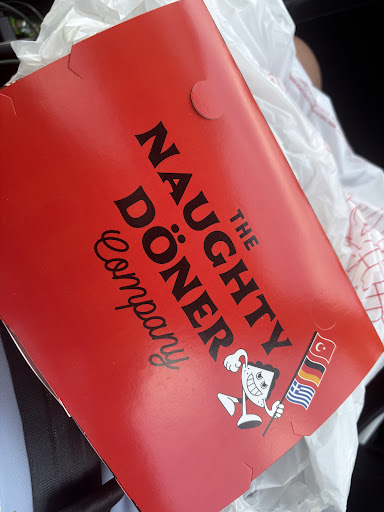 THE
NAUGHTY
DÖNER
Company